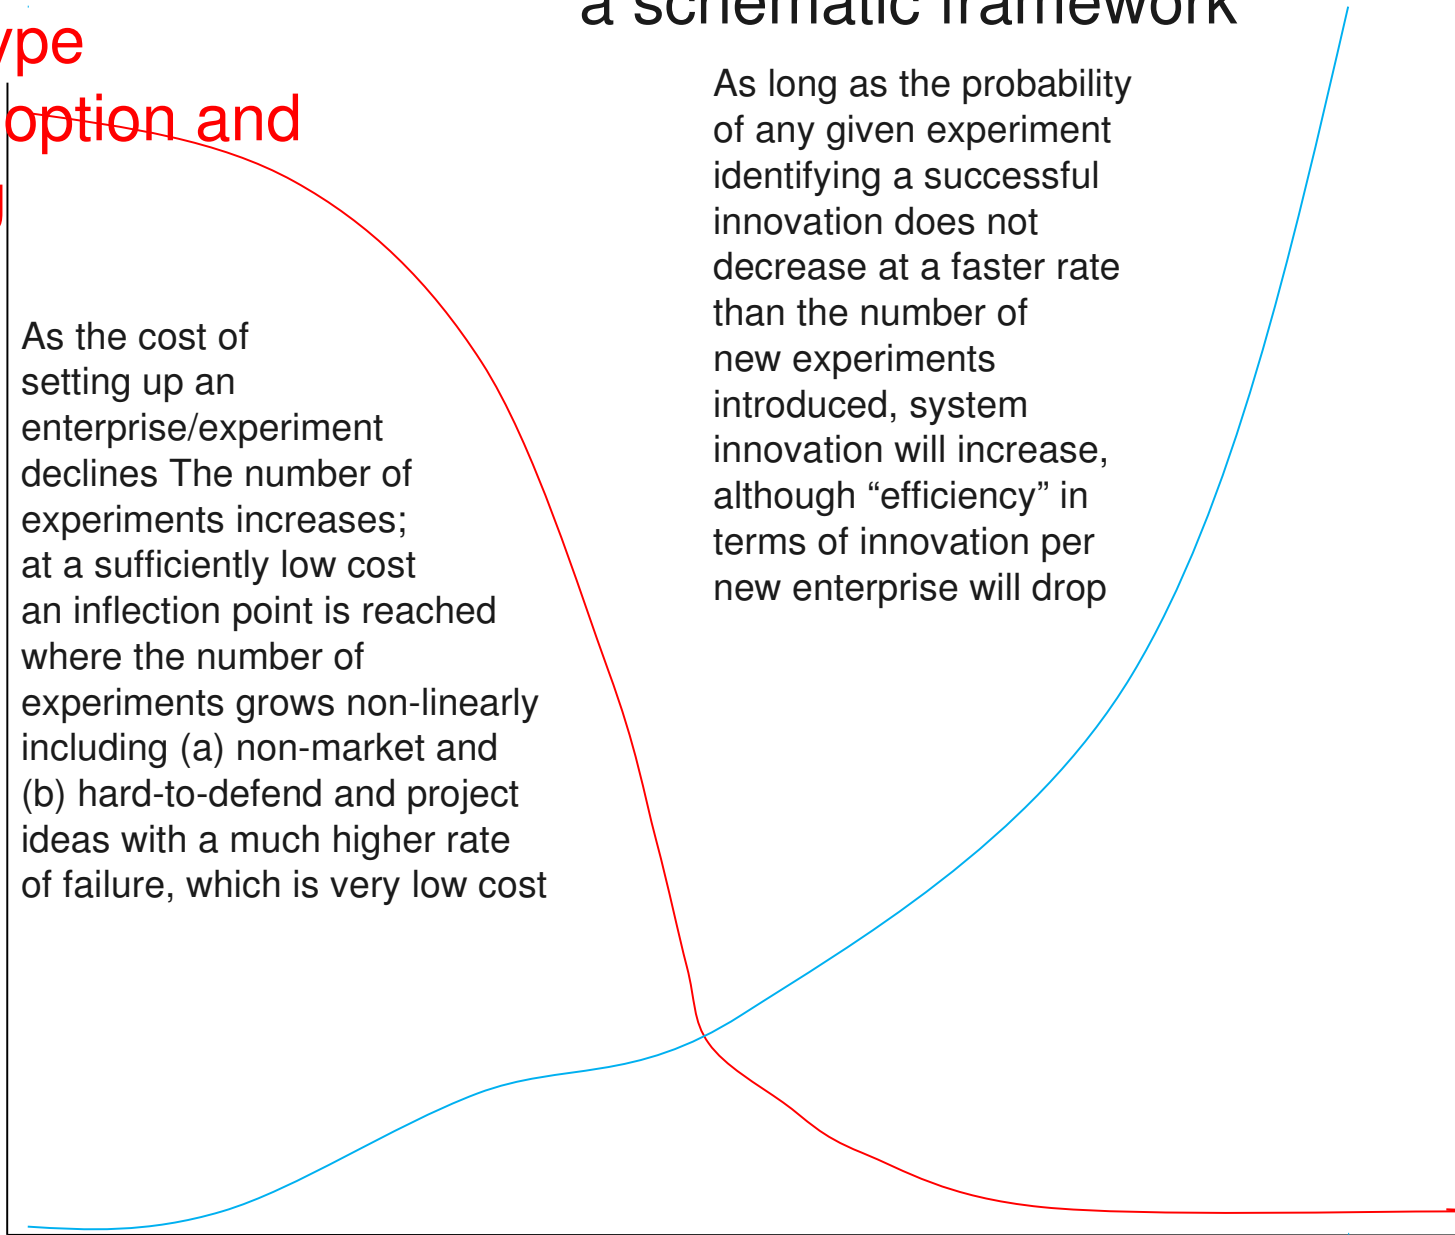 a schematic framework
ype
option and
As long as the probability
of any given experiment
identifying a successful
innovation does not
decrease at a faster rate
than the number of
new experiments
introduced, system
innovation will increase,
although “efficiency” in
terms of innovation per
new enterprise will drop
As the cost of
setting up an
enterprise/experiment
declines The number of
experiments increases;
at a sufficiently low cost
an inflection point is reached
where the number of
experiments grows non-linearly
including (a) non-market and
(b) hard-to-defend and project
ideas with a much higher rate
of failure, which is very low cost